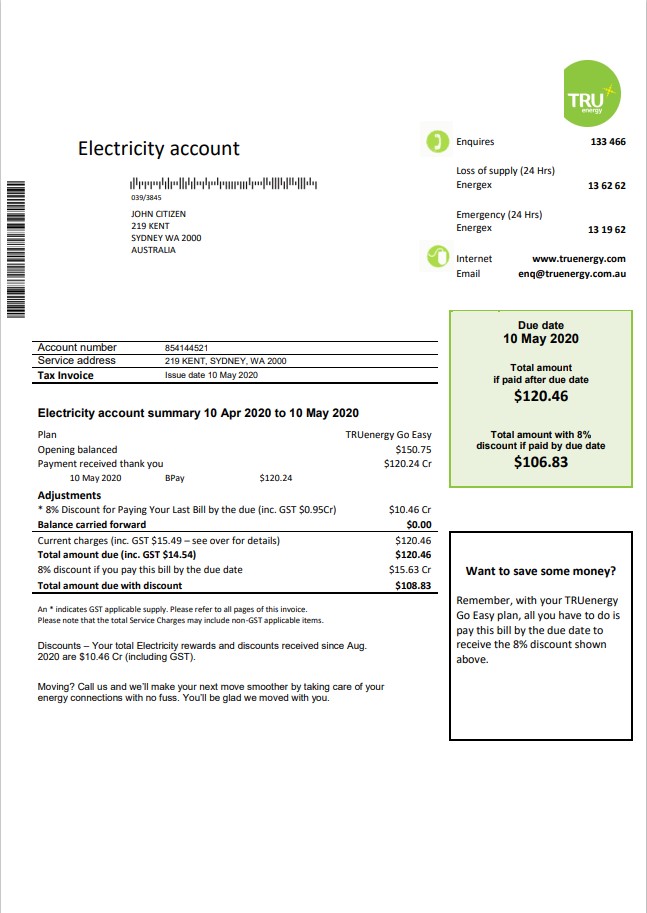 TRU
energy
Electricity account
Enquires 133 466
Loss of supply (24 Hrs)
Energex 13 62 62
Emergency (24 Hrs)
Energex 13 19 62
Internet www.truenergy.com
Email enq@truenergy.com.au
039/3845
JOHN CITIZEN
219 KENT
SYDNEY WA 2000
AUSTRALIA
Account number 854144521
Service address 219 KENT, SYDNEY, WA 2000
Tax Invoice Issue date 10 May 2020
Due date
10 May 2020
Total amount
if paid after due date
$120.46
Total amount with 8%
discount if paid by due date
$106.83
Electricity account summary 10 Apr 2020 to 10 May 2020
Plan TRUenergy Go Easy
Opening balanced $150.75
Payment received thank you $120.24 Cr
10 May 2020 BPay $120.24
Adjustments
* 8% Discount for Paying Your Last Bill by the due (inc. GST $0.95Cr) $10.46 Cr
Balance carried forward $0.00
Current charges (inc. GST $15.49 – see over for details) $120.46
Total amount due (inc. GST $14.54) $120.46
8% discount if you pay this bill by the due date $15.63 Cr
Total amount due with discount $108.83
An * indicates GST applicable supply. Please refer to all pages of this invoice.
Please note that the total Service Charges may include non-GST applicable items.
Discounts – Your total Electricity rewards and discounts received since Aug.
2020 are $10.46 Cr (including GST).
Moving? Call us and we'll make your next move smoother by taking care of your
energy connections with no fuss. You'll be glad we moved with you.
Want to save some money?
Remember, with your TRUenergy
Go Easy plan, all you have to do is
pay this bill by the due date to
receive the 8% discount shown
above.